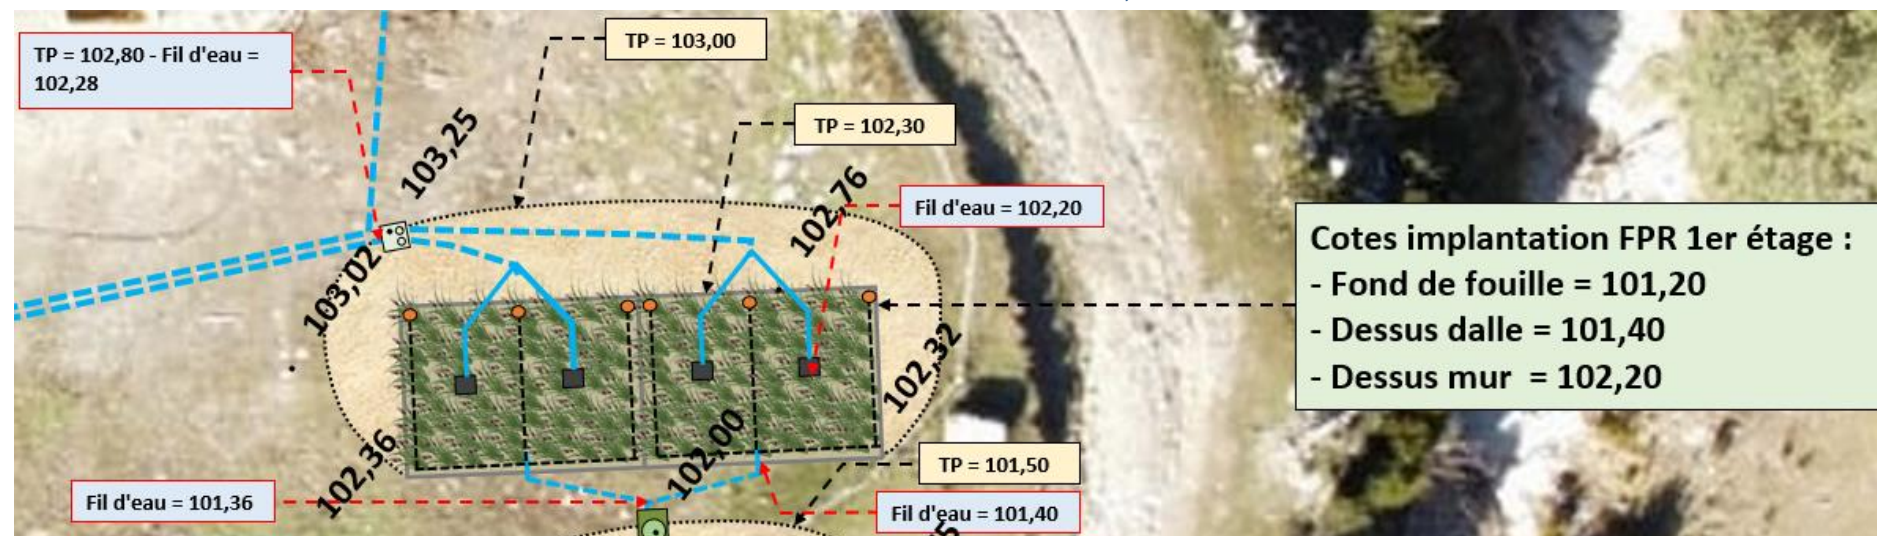 TP = 103,00
TP = 102,80 - Fil d'eau =
102,28
TP = 102,30
103,25
102,76
Fil d'eau = 102,20
Cotes implantation FPR 1er étage :
- Fond de fouille = 101,20
- Dessus dalle = 101,40
- Dessus mur = 102,20
103,02
102,32
102,00
102,36
TP = 101,50
Fil d'eau = 101,36
Fil d'eau = 101,40